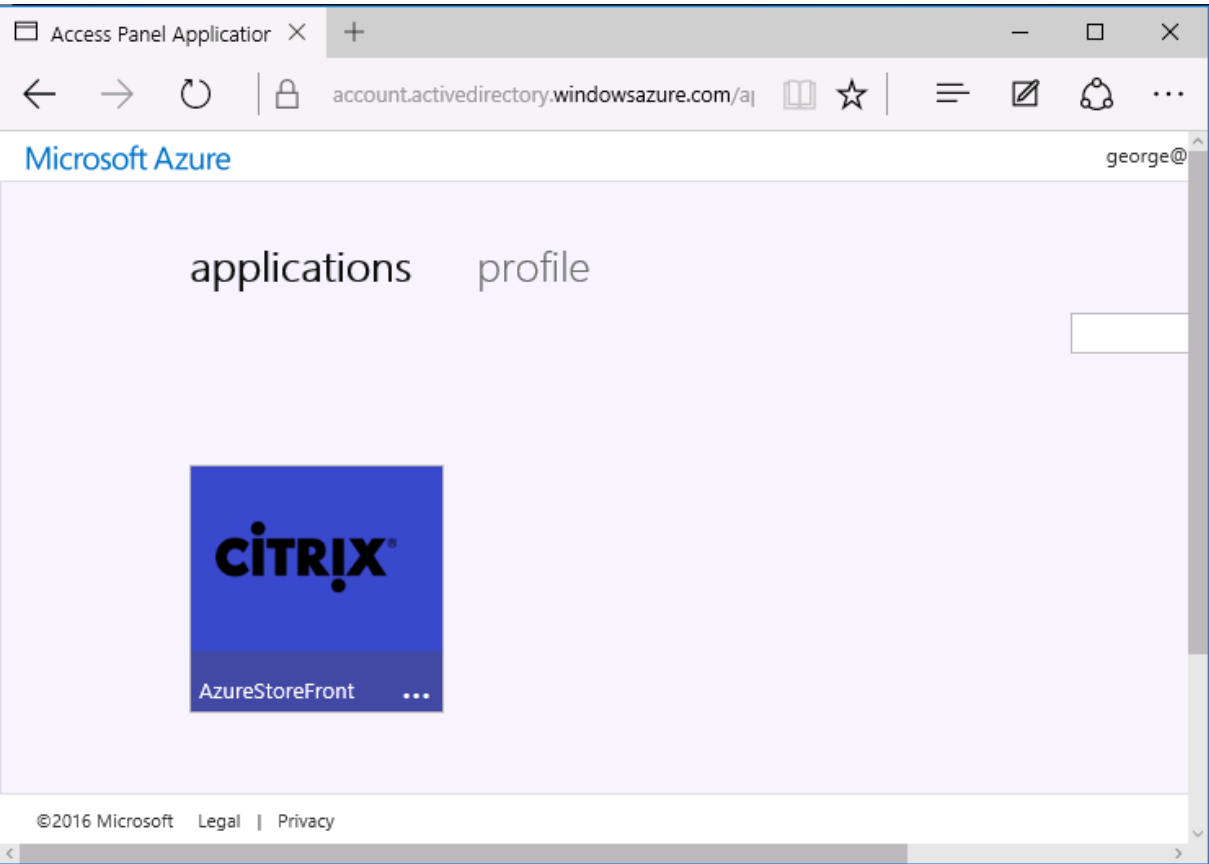 Access Panel Applicatior
account.activedirectory.windowsazure.com/a
Microsoft Azure
george@
applications profile
CiTRIX®
AzureStoreFront ...
©2016 Microsoft Legal | Privacy